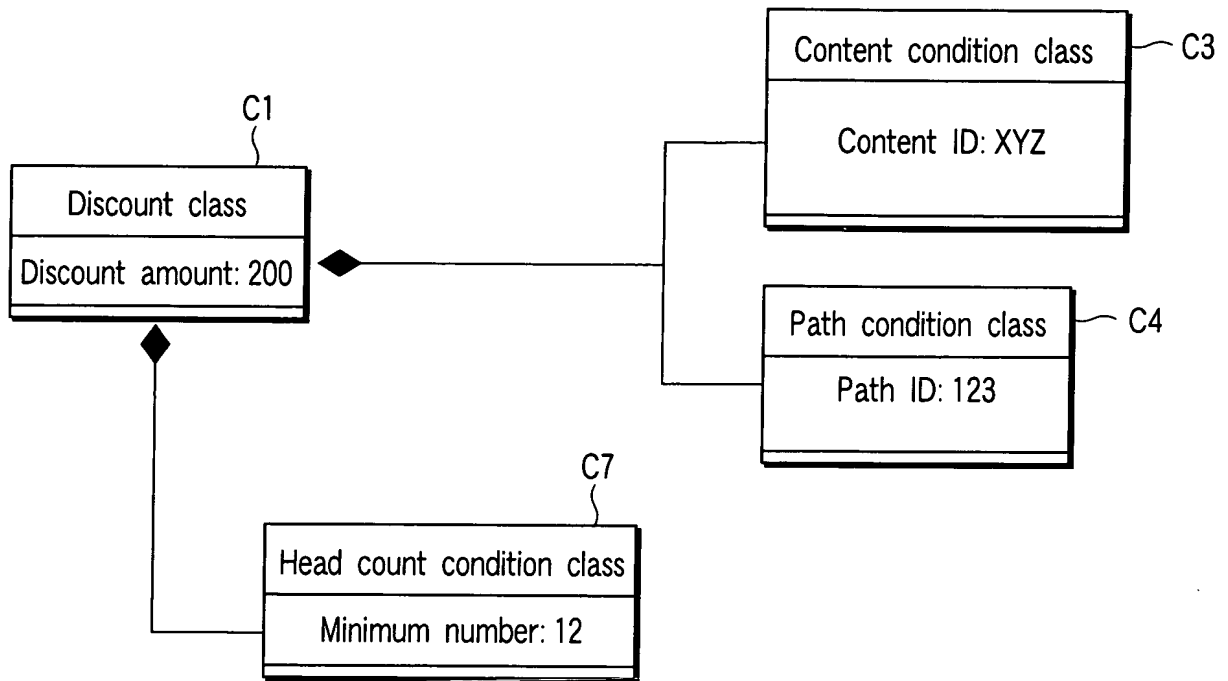 C1
Discount class
Discount amount: 200
Content condition class
C3
Content ID: XYZ
Path condition class
C4
Path ID: 123
C7
Head count condition class
Minimum number: 12